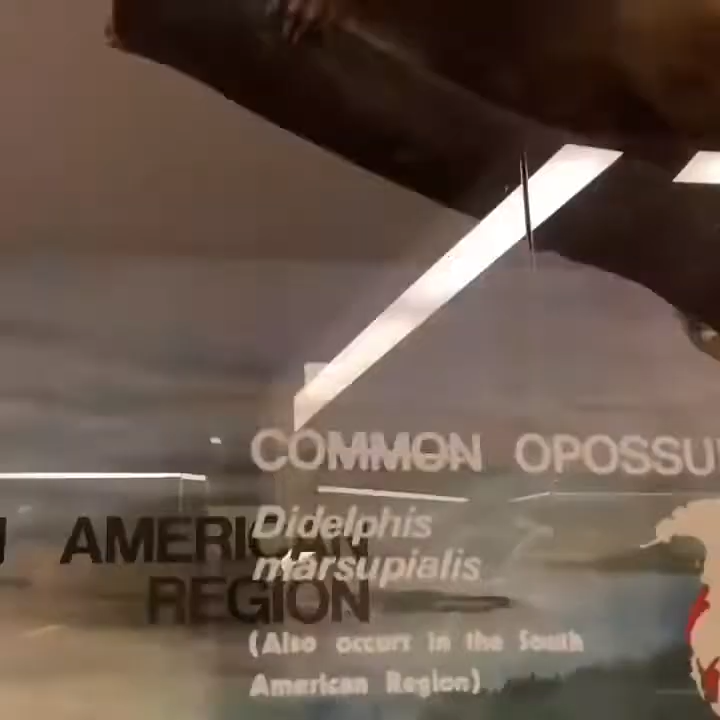 COMMON OPOSSU
Didelphis
marsupialis
(Also occurs in the South
American Region)
AMERICAN
REGION